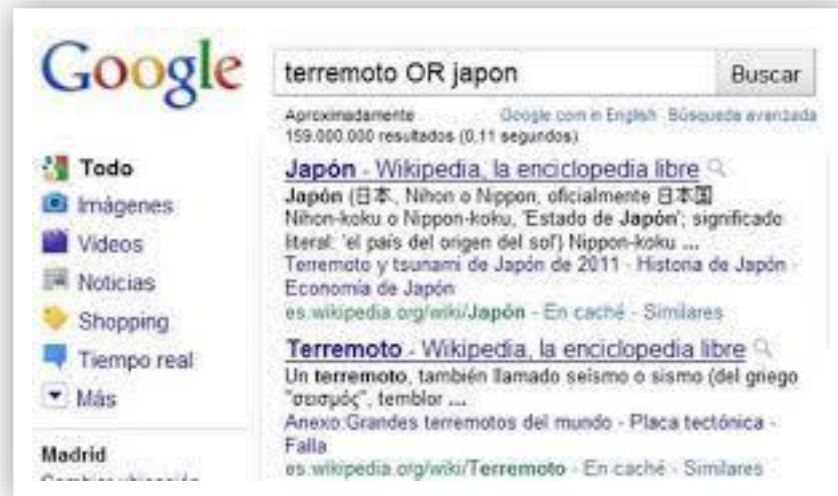 Google
terremoto OR japon
Buscar
Aproximadamente
159.000.000 resultados (0,11 segundos)
Google.com in English - Búsqueda avanzada
Todo
Imágenes
Videos
Noticias
Shopping
Tiempo real
Más
Madrid
Cambiar ubicación
Japón - Wikipedia, la enciclopedia libre
Japón (日本, Nihon o Nippon, oficialmente 日本国
Nihon-koku o Nippon-koku, 'Estado de Japón'; significado
literal: 'el país del origen del sol') Nippon-koku ...
Terremoto y tsunami de Japón de 2011 - Historia de Japón -
Economía de Japón
es.wikipedia.org/wiki/Japón - En caché - Similares
Terremoto - Wikipedia, la enciclopedia libre
Un terremoto, también llamado seísmo o sismo (del griego
"σεισμός", temblor ...
Anexo:Grandes terremotos del mundo - Placa tectónica -
Falla
es.wikipedia.org/wiki/Terremoto - En caché - Similares